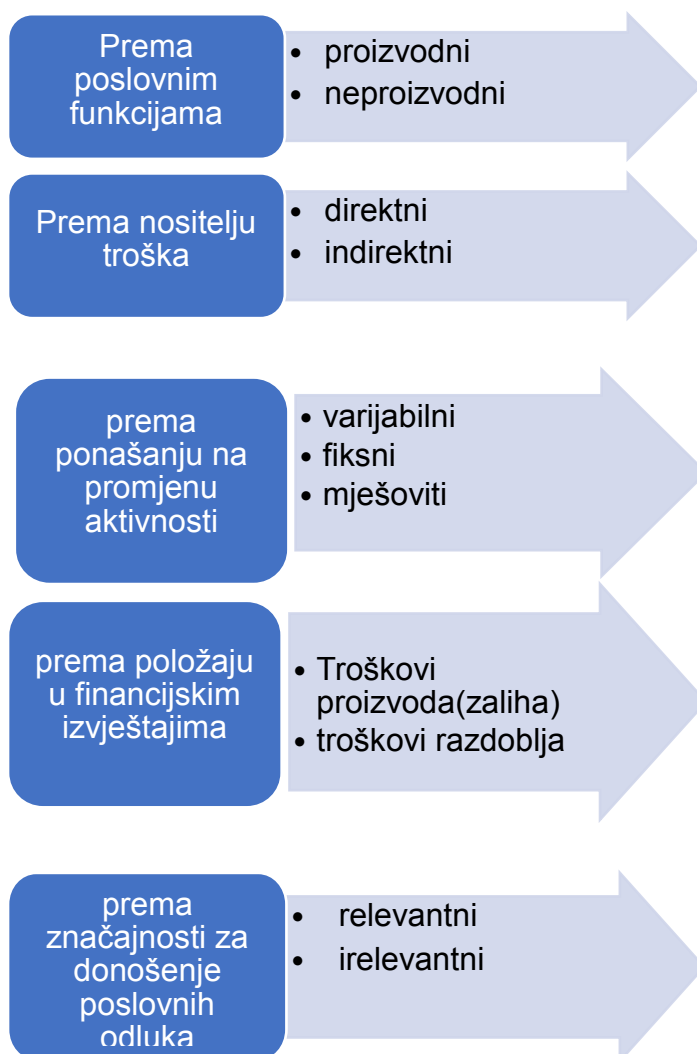 Prema
poslovnim
funkcijama
• proizvodni
• neproizvodni
Prema nositelju
troška
• direktni
• indirektni
prema
ponašanju na
promjenu
aktivnosti
• varijabilni
• fiksni
• mješoviti
prema položaju
u financijskim
izvještajima
• Troškovi
proizvoda(zaliha)
• troškovi razdoblja
prema
značajnosti za
donošenje
poslovnih
odluka
• relevantni
• irelevantni